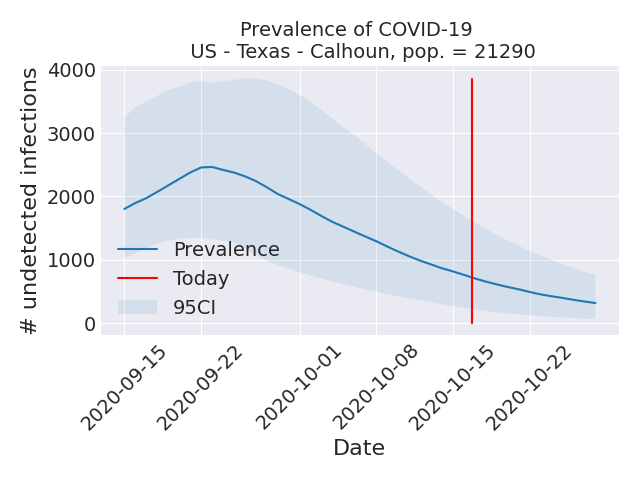 Prevalence of COVID-19
US - Texas - Calhoun, pop. = 21290
# undetected infections
4000
3000
2000
1000
0
Prevalence
Today
95CI
2020-09-15
2020-09-22
2020-10-01
2020-10-08
2020-10-15
2020-10-22
Date